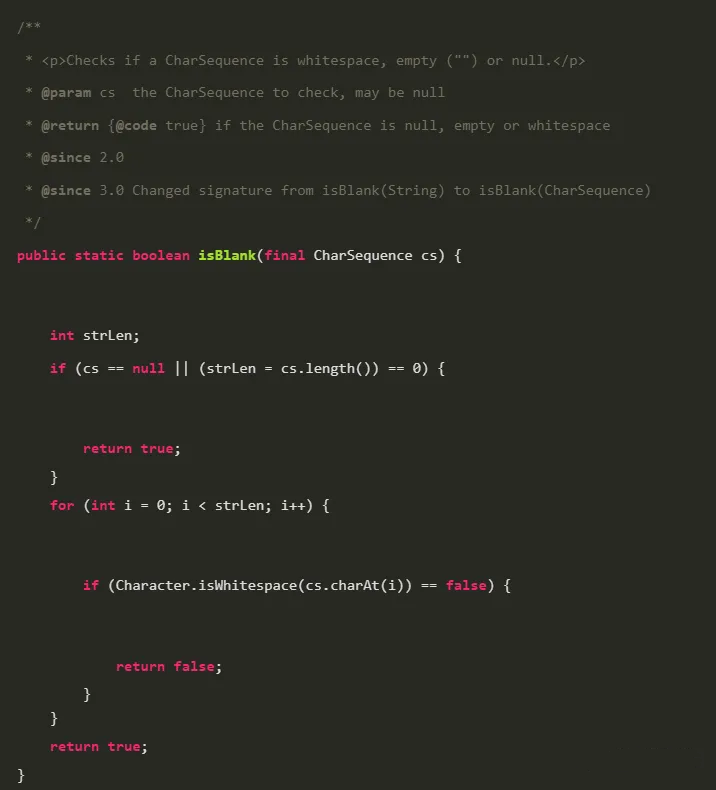 /**
 * <p>Checks if a CharSequence is whitespace, empty ("") or null.</p>
 * @param cs  the CharSequence to check, may be null
 * @return {@code true} if the CharSequence is null, empty or whitespace
 * @since 2.0
 * @since 3.0 Changed signature from isBlank(String) to isBlank(CharSequence)
 */
public static boolean isBlank(final CharSequence cs) {
    int strLen;
    if (cs == null || (strLen = cs.length()) == 0) {
        return true;
    }
    for (int i = 0; i < strLen; i++) {
        if (Character.isWhitespace(cs.charAt(i)) == false) {
            return false;
        }
    }
    return true;
}